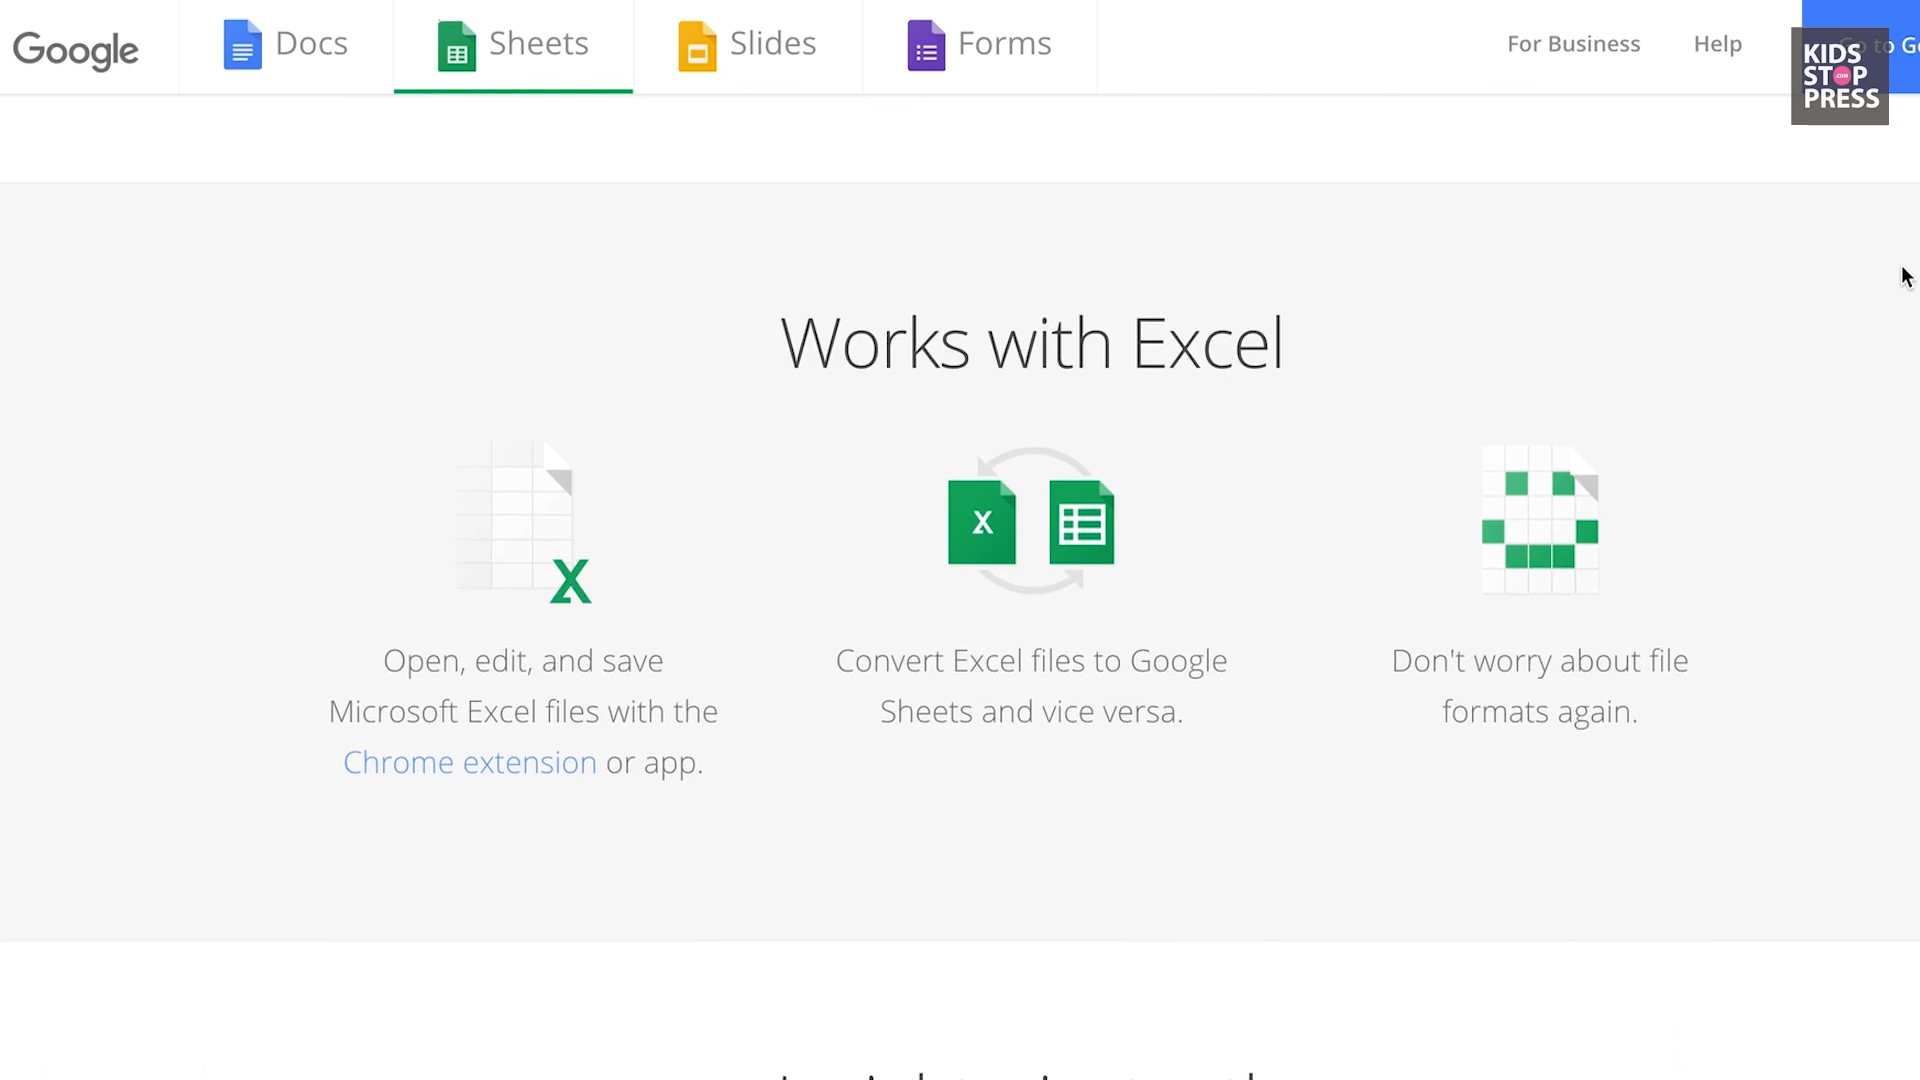 Google
Docs
Sheets
Slides
Forms
For Business
Help
KIDS
STOP
.COM
PRESS
Works with Excel
X
X
Open, edit, and save
Microsoft Excel files with the
Chrome extension or app.
Convert Excel files to Google
Sheets and vice versa.
Don't worry about file
formats again.